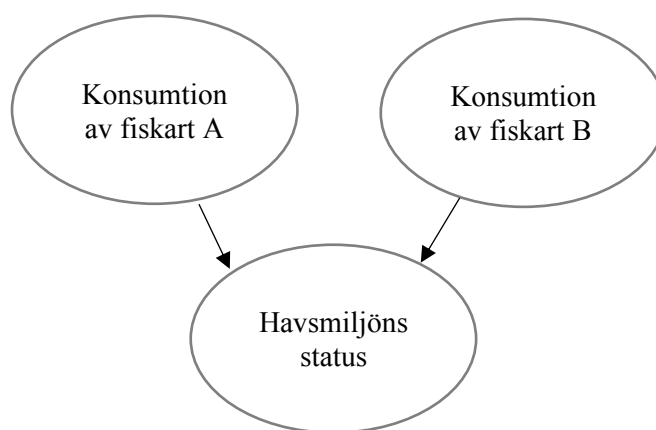 Konsumtion
av fiskart A
Konsumtion
av fiskart B
Havsmiljöns
status